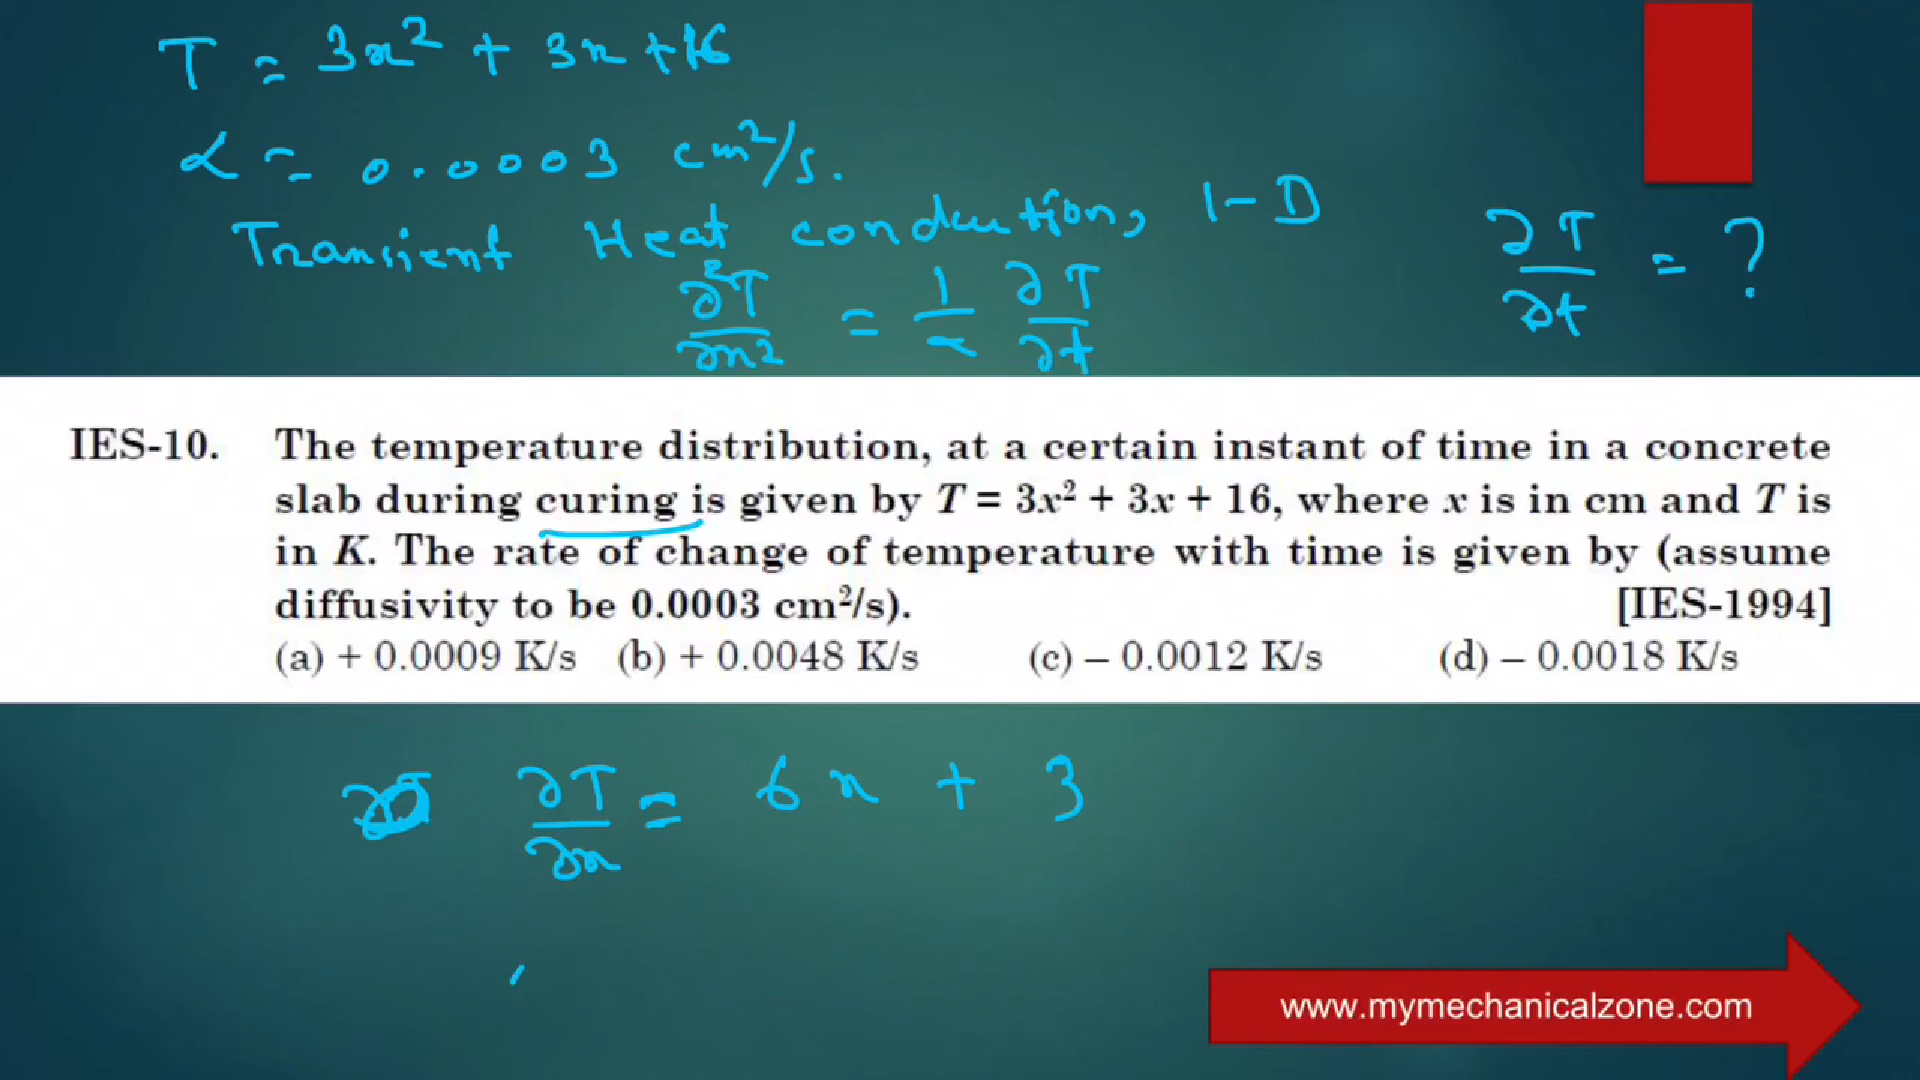 T = 3x² + 3x + 16
α = 0.0003 cm²/s.
Transient Heat conduction, 1-D
∂²T/∂x² = 1/α ∂T/∂t
∂T/∂t = ?
IES-10. The temperature distribution, at a certain instant of time in a concrete
slab during curing is given by T = 3x² + 3x + 16, where x is in cm and T is
in K. The rate of change of temperature with time is given by (assume
diffusivity to be 0.0003 cm²/s). [IES-1994]
(a) + 0.0009 K/s (b) + 0.0048 K/s (c) – 0.0012 K/s (d) – 0.0018 K/s
∂T/∂x = 6x + 3
www.mymechanicalzone.com